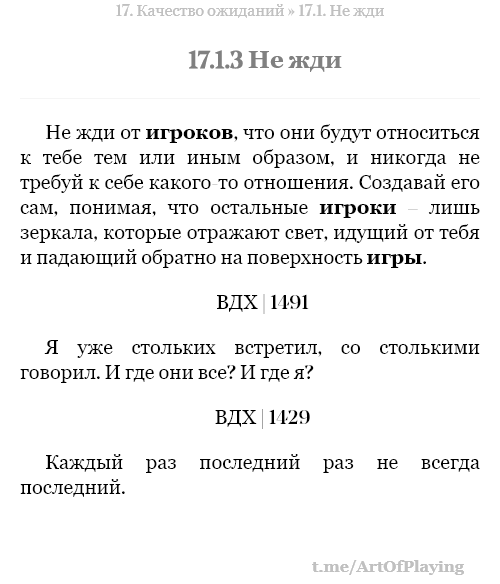 17. Качество ожиданий » 17.1. Не жди
17.1.3 Не жди
Не жди от игроков, что они будут относиться
к тебе тем или иным образом, и никогда не
требуй к себе какого-то отношения. Создавай его
сам, понимая, что остальные игроки – лишь
зеркала, которые отражают свет, идущий от тебя
и падающий обратно на поверхность игры.
ВДХ | 1491
Я уже стольких встретил, со столькими
говорил. И где они все? И где я?
ВДХ | 1429
Каждый раз последний раз не всегда
последний.
t.me/ArtOfPlaying